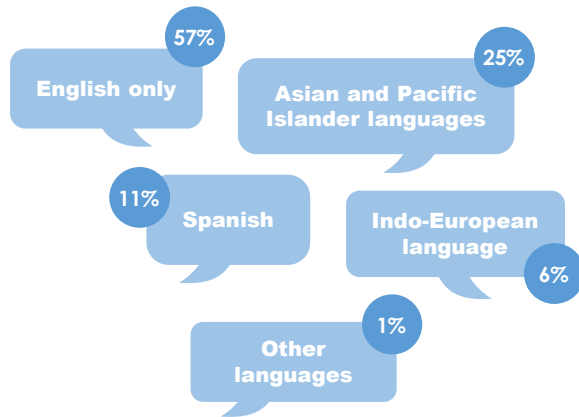 57%
English only
25%
Asian and Pacific
Islander languages
11%
Spanish
Indo-European
language
6%
1%
Other
languages